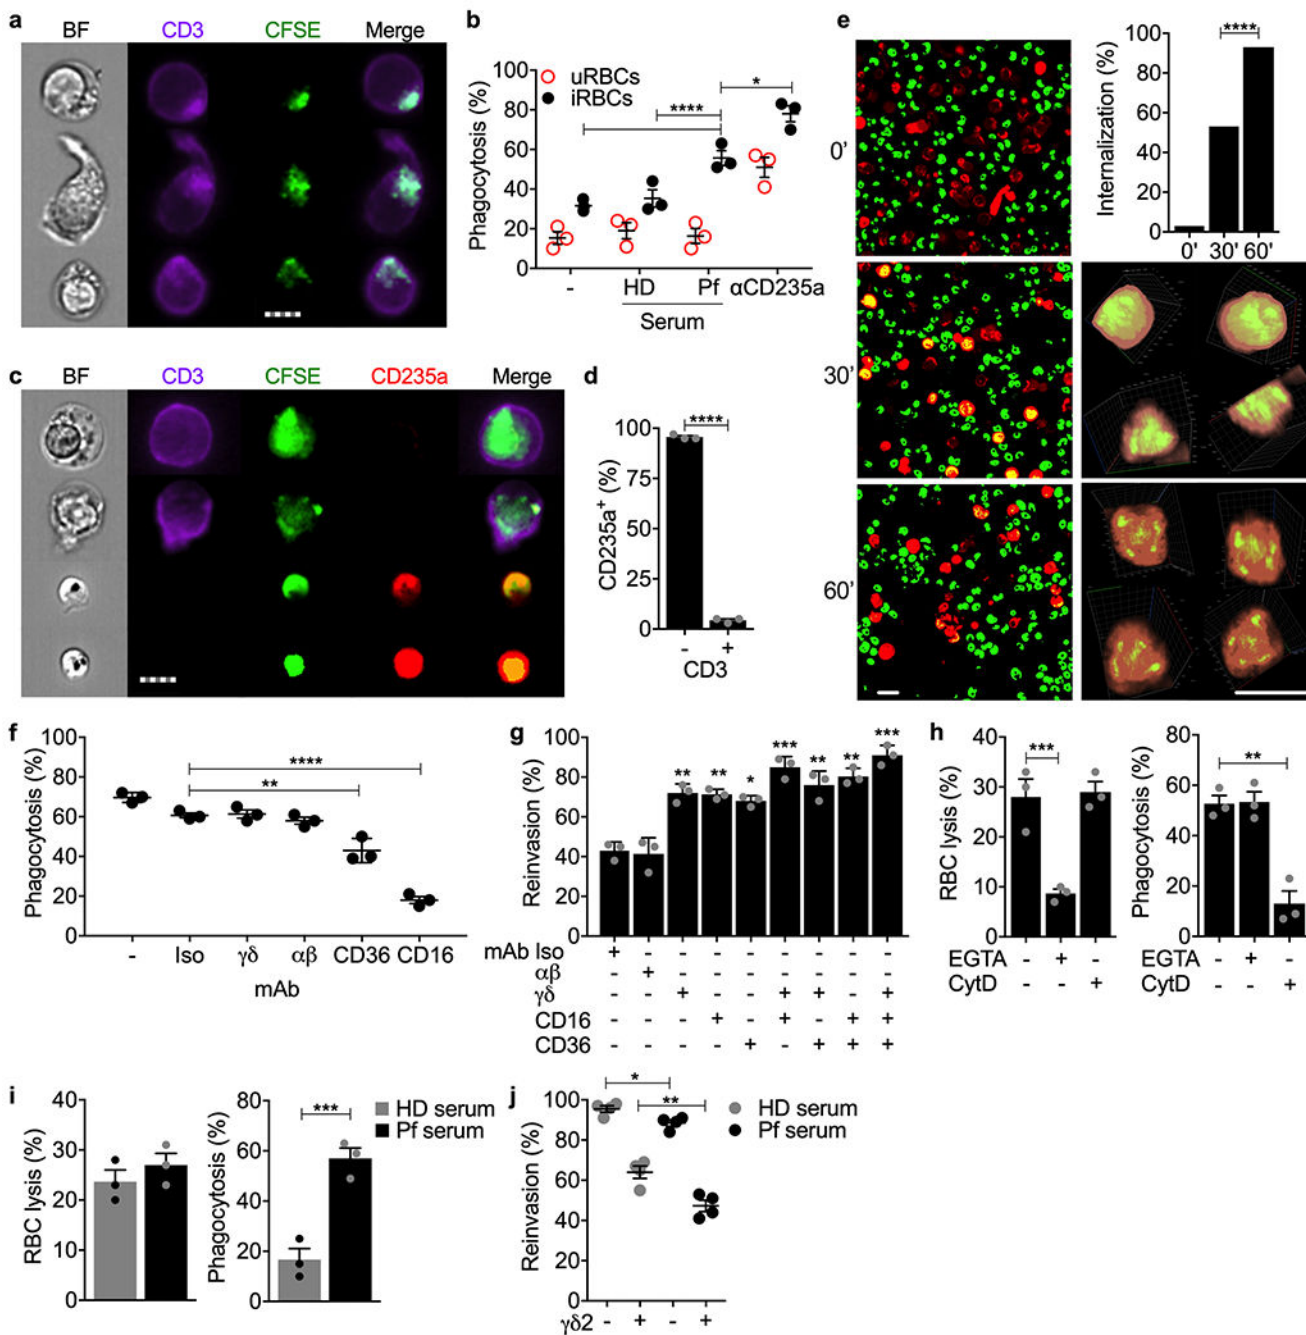 a
BF CD3 CFSE Merge
b
uRBCs
iRBCs
Phagocytosis (%)
100
80
60
40
20
0
****
*
- HD Pf αCD235a
Serum
c
BF CD3 CFSE CD235a Merge
d
CD235a+ (%)
100
75
50
25
0
****
- +
CD3
e
0'
30'
60'
Internalization (%)
100
80
60
40
20
0
****
0' 30' 60'
f
Phagocytosis (%)
100
80
60
40
20
0
****
**
- Iso γδ αβ CD36 CD16
mAb
g
Reinvasion (%)
100
80
60
40
20
0
** ** * *** ** ** ***
mAb Iso + - - - - - - - -
αβ - + - - - - - - -
γδ - - + - - + + - +
CD16 - - - + - + - + +
CD36 - - - - + - + + +
h
RBC lysis (%)
40
30
20
10
0
***
EGTA - + -
CytD - - +
Phagocytosis (%)
80
60
40
20
0
**
EGTA - + -
CytD - - +
i
RBC lysis (%)
40
30
20
10
0
Phagocytosis (%)
80
60
40
20
0
***
HD serum
Pf serum
j
Reinvasion (%)
100
80
60
40
20
0
*
**
HD serum
Pf serum
γδ2 - + - +